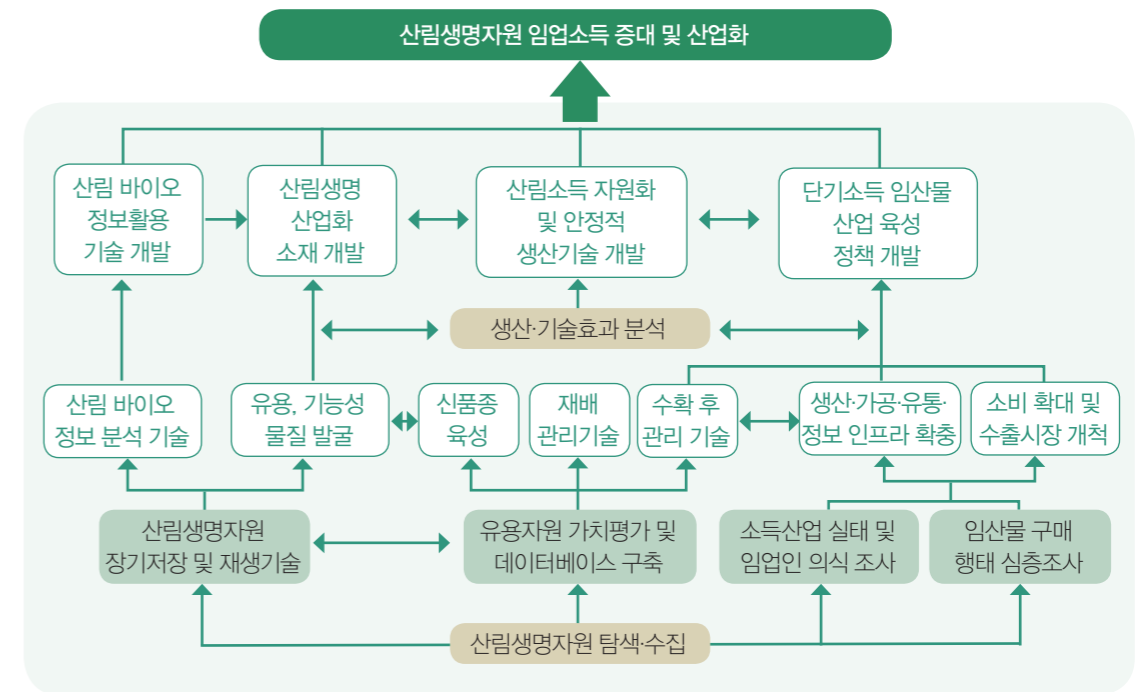 산림생명자원 임업소득 증대 및 산업화
산림 바이오
정보활용
기술 개발
산림생명
산업화
소재 개발
산림소득 자원화
및 안정적
생산기술 개발
단기소득 임산물
산업 육성
정책 개발
생산·기술효과 분석
산림 바이오
정보 분석 기술
유용, 기능성
물질 발굴
신품종
육성
재배
관리기술
수확 후
관리 기술
생산·가공·유통·
정보 인프라 확충
소비 확대 및
수출시장 개척
산림생명자원
장기저장 및 재생기술
유용자원 가치평가 및
데이터베이스 구축
소득산업 실태 및
임업인 의식 조사
임산물 구매
행태 심층조사
산림생명자원 탐색·수집